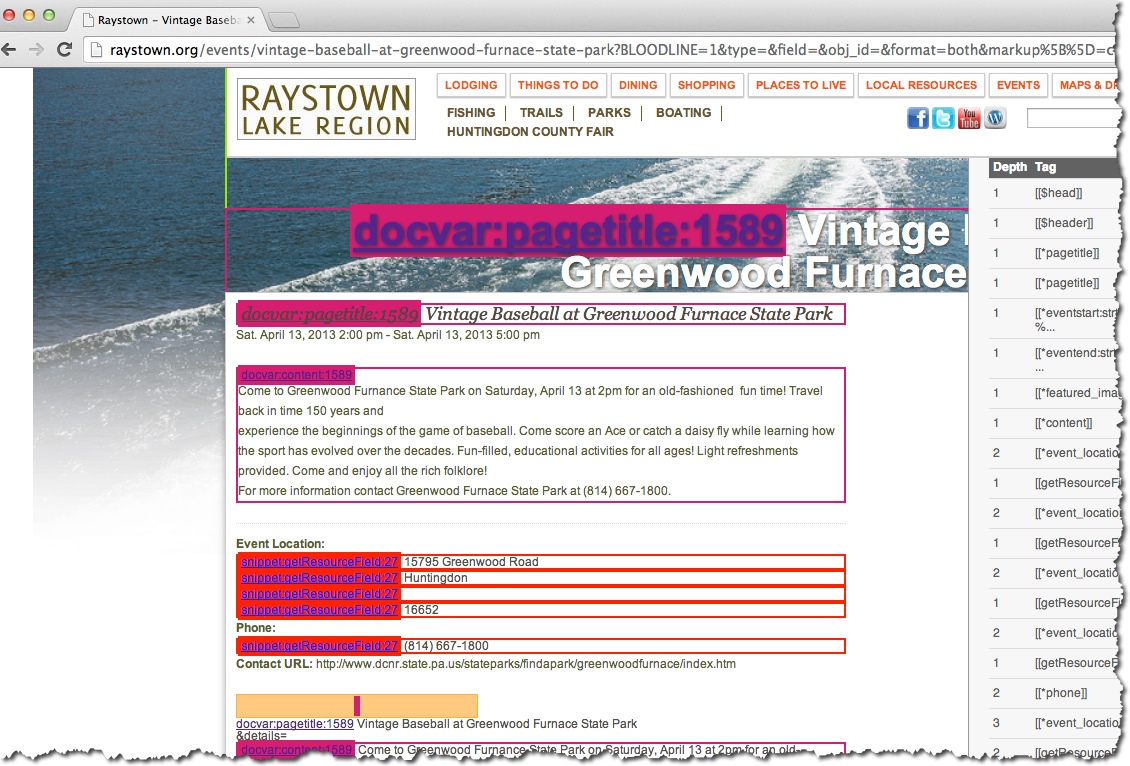 Raystown – Vintage Baseba
raystown.org/events/vintage-baseball-at-greenwood-furnace-state-park?BLOODLINE=1&type=&field=&obj_id=&format=both&markup%5B%5D=c
RAYSTOWN
LAKE REGION
LODGING THINGS TO DO DINING SHOPPING PLACES TO LIVE LOCAL RESOURCES EVENTS MAPS & D
FISHING TRAILS PARKS BOATING
HUNTINGDON COUNTY FAIR
You
Tube
docvar:pagetitle:1589 Vintage
Greenwood Furnace
docvar:pagetitle:1589 Vintage Baseball at Greenwood Furnace State Park
Sat. April 13, 2013 2:00 pm - Sat. April 13, 2013 5:00 pm
docvar:content:1589
Come to Greenwood Furnance State Park on Saturday, April 13 at 2pm for an old-fashioned fun time! Travel
back in time 150 years and
experience the beginnings of the game of baseball. Come score an Ace or catch a daisy fly while learning how
the sport has evolved over the decades. Fun-filled, educational activities for all ages! Light refreshments
provided. Come and enjoy all the rich folklore!
For more information contact Greenwood Furnace State Park at (814) 667-1800.
Event Location:
snippet:getResourceField:27 15795 Greenwood Road
snippet:getResourceField:27 Huntingdon
snippet:getResourceField:27
snippet:getResourceField:27 16652
Phone:
snippet:getResourceField:27 (814) 667-1800
Contact URL: http://www.dcnr.state.pa.us/stateparks/findapark/greenwoodfurnace/index.htm
docvar:pagetitle:1589 Vintage Baseball at Greenwood Furnace State Park
&details=
docvar:content:1589 Come to Greenwood Furnance State Park on Saturday, April 13 at 2pm for an old-
Depth Tag
1 [[$head]]
1 [[$header]]
1 [[*pagetitle]]
1 [[*pagetitle]]
1 [[*eventstart:str
%...
1 [[*eventend:str
...
1 [[*featured_ima
1 [[*content]]
2 [[*event_locatio
1 [[getResourceF
2 [[*event_locatio
1 [[getResourceF
2 [[*event_locatio
1 [[getResourceF
2 [[*event_locatio
1 [[getResourceF
2 [[*phone]]
3 [[*event_locatio
2 [[getResource